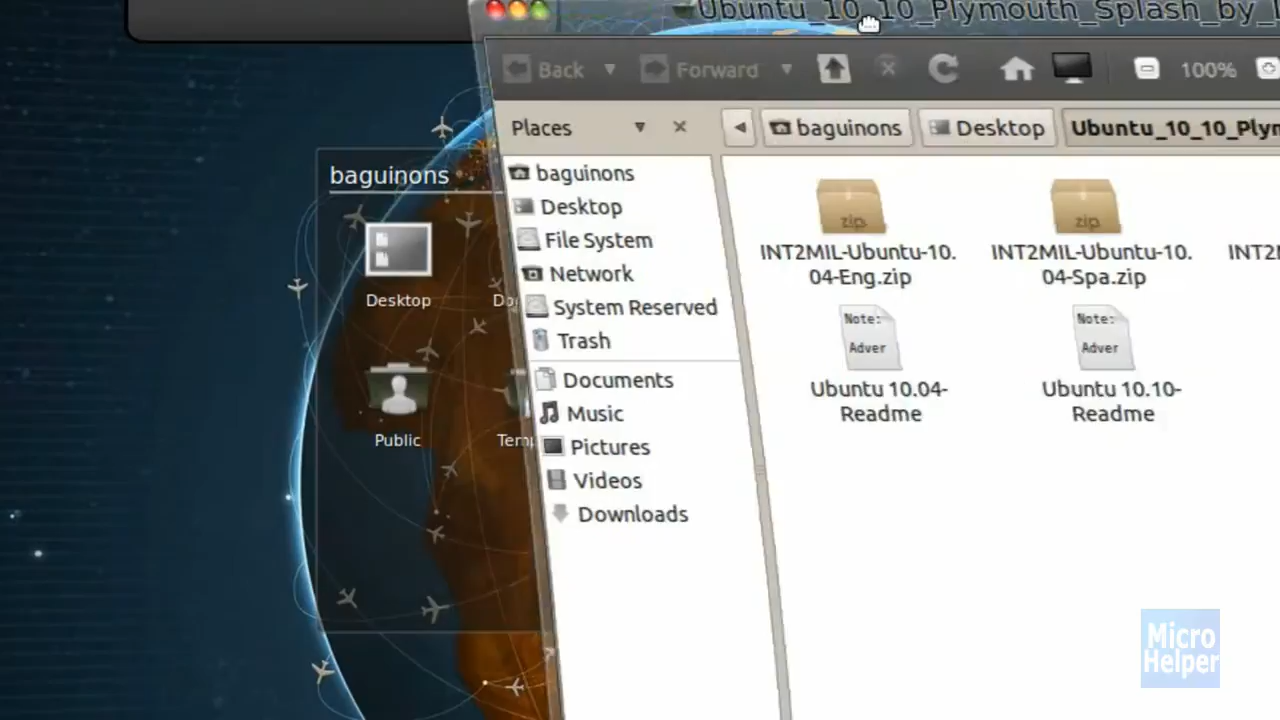 Ubuntu_10_10_Plymouth_Splash_by_
Back
Forward
100%
Places
baguinons
Desktop
Ubuntu_10_10_Plym
baguinons
Desktop
File System
Network
System Reserved
Trash
Documents
Music
Pictures
Videos
Downloads
zip
INT2MIL-Ubuntu-10.
04-Eng.zip
zip
INT2MIL-Ubuntu-10.
04-Spa.zip
Note:
Adver
Ubuntu 10.04-
Readme
Note:
Adver
Ubuntu 10.10-
Readme
baguinons
Desktop
Public
Micro
Helper